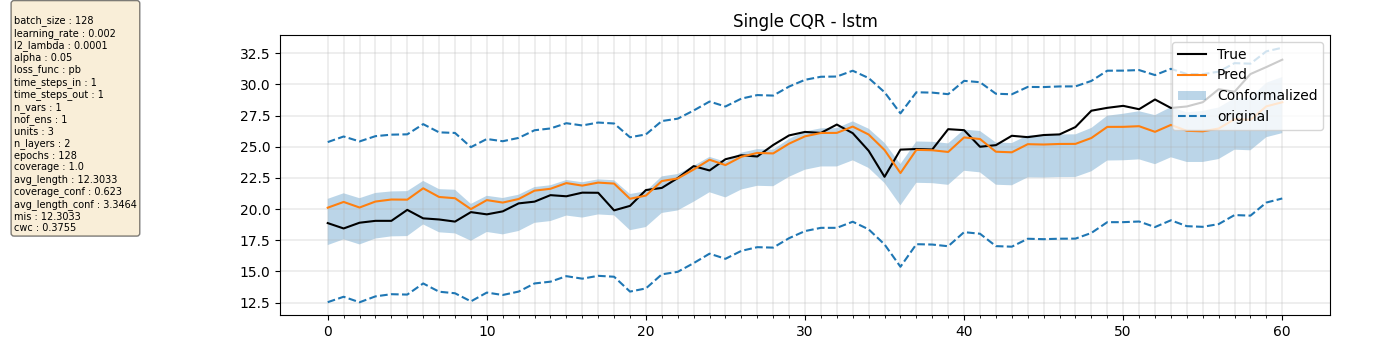 batch_size : 128
learning_rate : 0.002
l2_lambda : 0.0001
alpha : 0.05
loss_func : pb
time_steps_in : 1
time_steps_out : 1
n_vars : 1
nof_ens : 1
units : 3
n_layers : 2
epochs : 128
coverage : 1.0
avg_length : 12.3033
coverage_conf : 0.623
avg_length_conf : 3.3464
mis : 12.3033
cwc : 0.3755
Single CQR - lstm
32.5
30.0
27.5
25.0
22.5
20.0
17.5
15.0
12.5
True
Pred
Conformalized
original
0 10 20 30 40 50 60